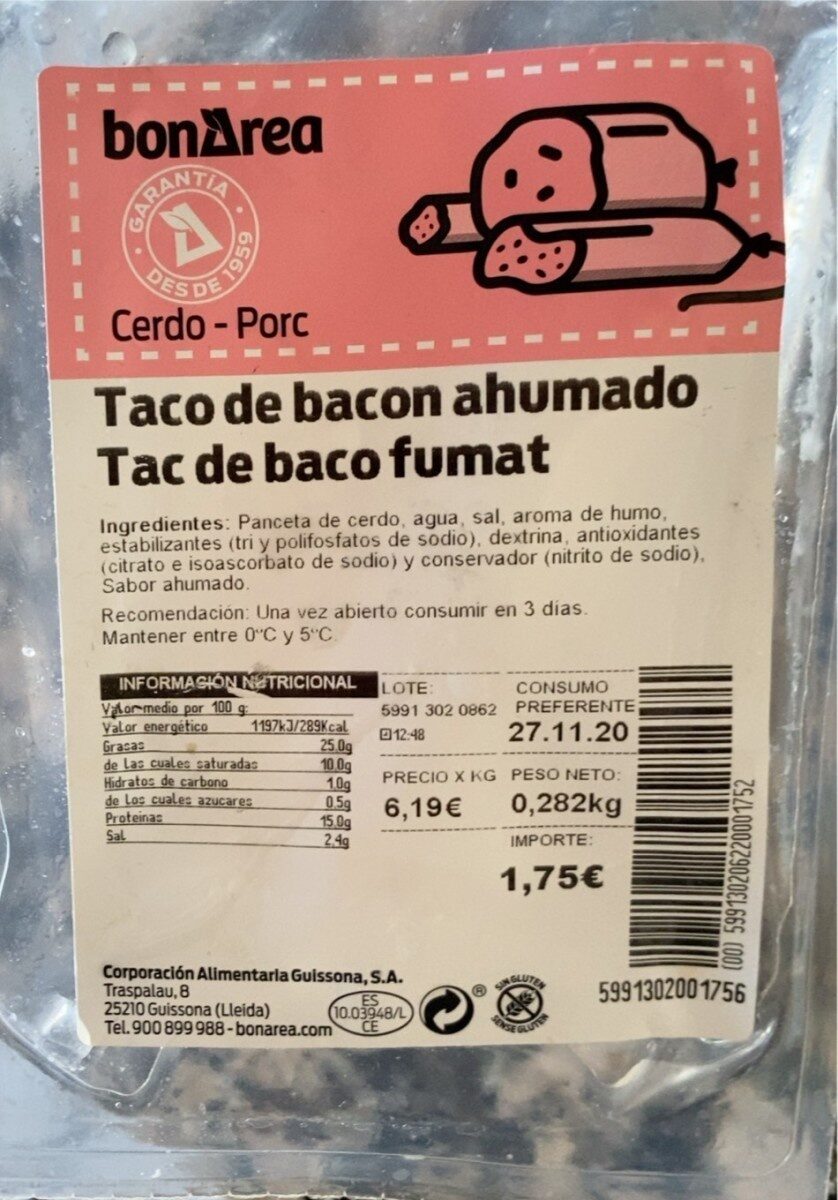 bonÀrea
GARANTÍA
DESDE 1959
Cerdo - Porc
Taco de bacon ahumado
Tac de baco fumat
Ingredientes: Panceta de cerdo, agua, sal, aroma de humo,
estabilizantes (tri y polifosfatos de sodio), dextrina, antioxidantes
(citrato e isoascorbato de sodio) y conservador (nitrito de sodio),
Sabor ahumado.
Recomendación: Una vez abierto consumir en 3 días.
Mantener entre 0ºC y 5ºC.
INFORMACIÓN NUTRICIONAL
Valor medio por 100 g:
Valor energético 1197kJ/289Kcal
Grasas 25.0g
de las cuales saturadas 10.0g
Hidratos de carbono 1.0g
de los cuales azucares 0.5g
Proteinas 15.0g
Sal 2.4g
LOTE:
5991 302 0862
12:48
CONSUMO
PREFERENTE
27.11.20
PRECIO X KG
6,19€
PESO NETO:
0,282kg
IMPORTE:
1,75€
(00) 599130206220001752
5991302001756
Corporación Alimentaria Guissona, S.A.
Traspalau, 8
25210 Guissona (Lleida)
Tel. 900 899 988 - bonarea.com
ES
10.03948/L
CE
®
SIN GLUTEN
SENSE GLUTEN